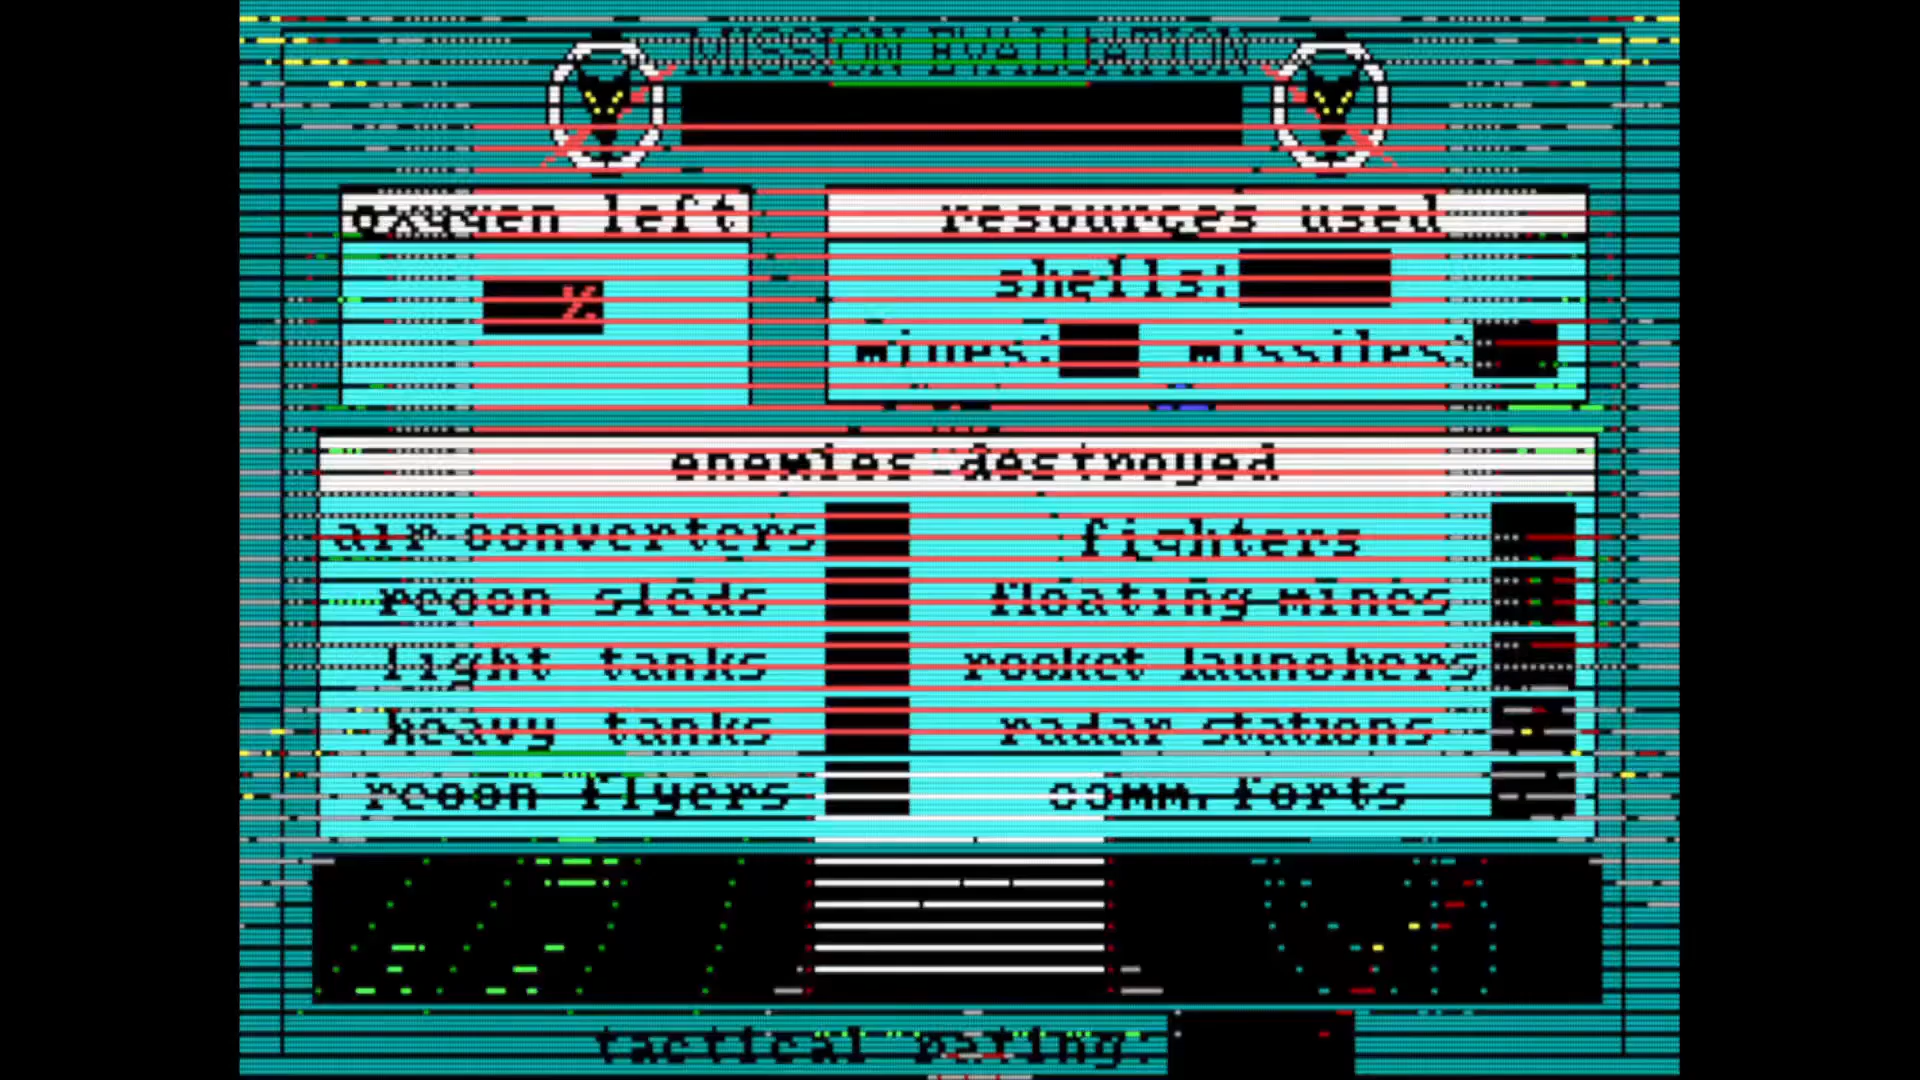 MISSION EVALUATION
oxygen left
resources used
%
shells:
mines: missiles:
enemies destroyed
air converters fighters
recon sleds floating mines
light tanks rocket launchers
heavy tanks radar stations
recon flyers comm. forts
tactical rating: